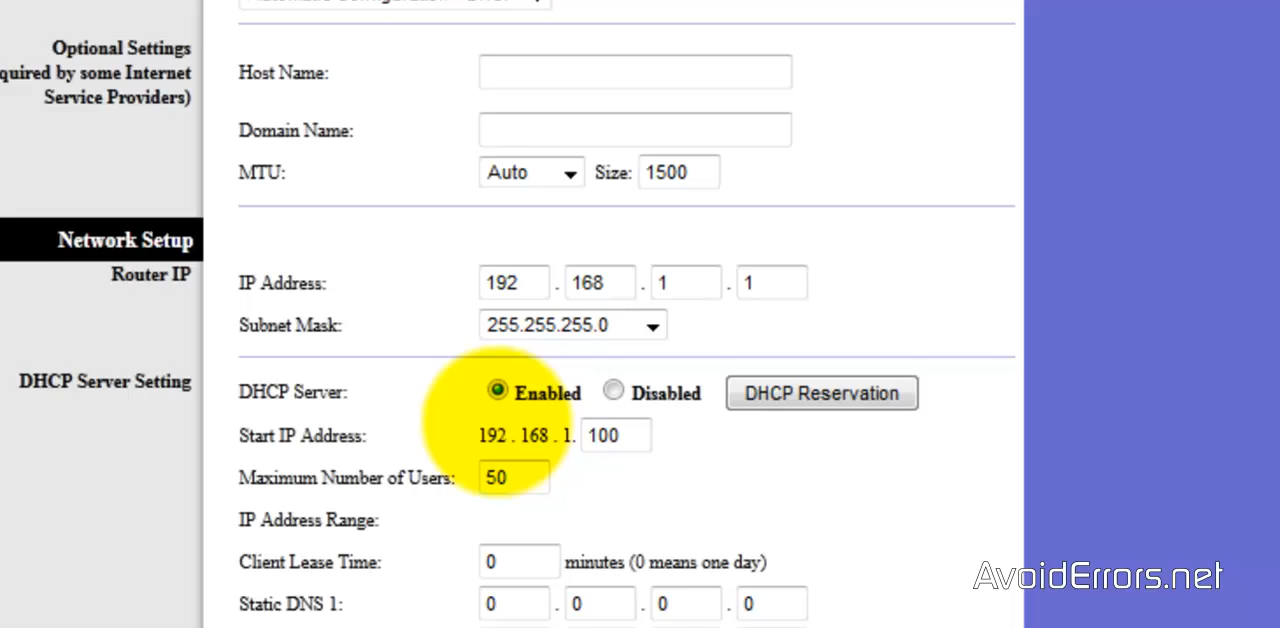 Optional Settings
quired by some Internet
Service Providers)
Host Name:
Domain Name:
MTU: Auto Size: 1500
Network Setup
Router IP
IP Address: 192 . 168 . 1 . 1
Subnet Mask: 255.255.255.0
DHCP Server Setting
DHCP Server: Enabled Disabled DHCP Reservation
Start IP Address: 192 . 168 . 1. 100
Maximum Number of Users: 50
IP Address Range:
Client Lease Time: 0 minutes (0 means one day)
Static DNS 1: 0 . 0 . 0 . 0
AvoidErrors.net